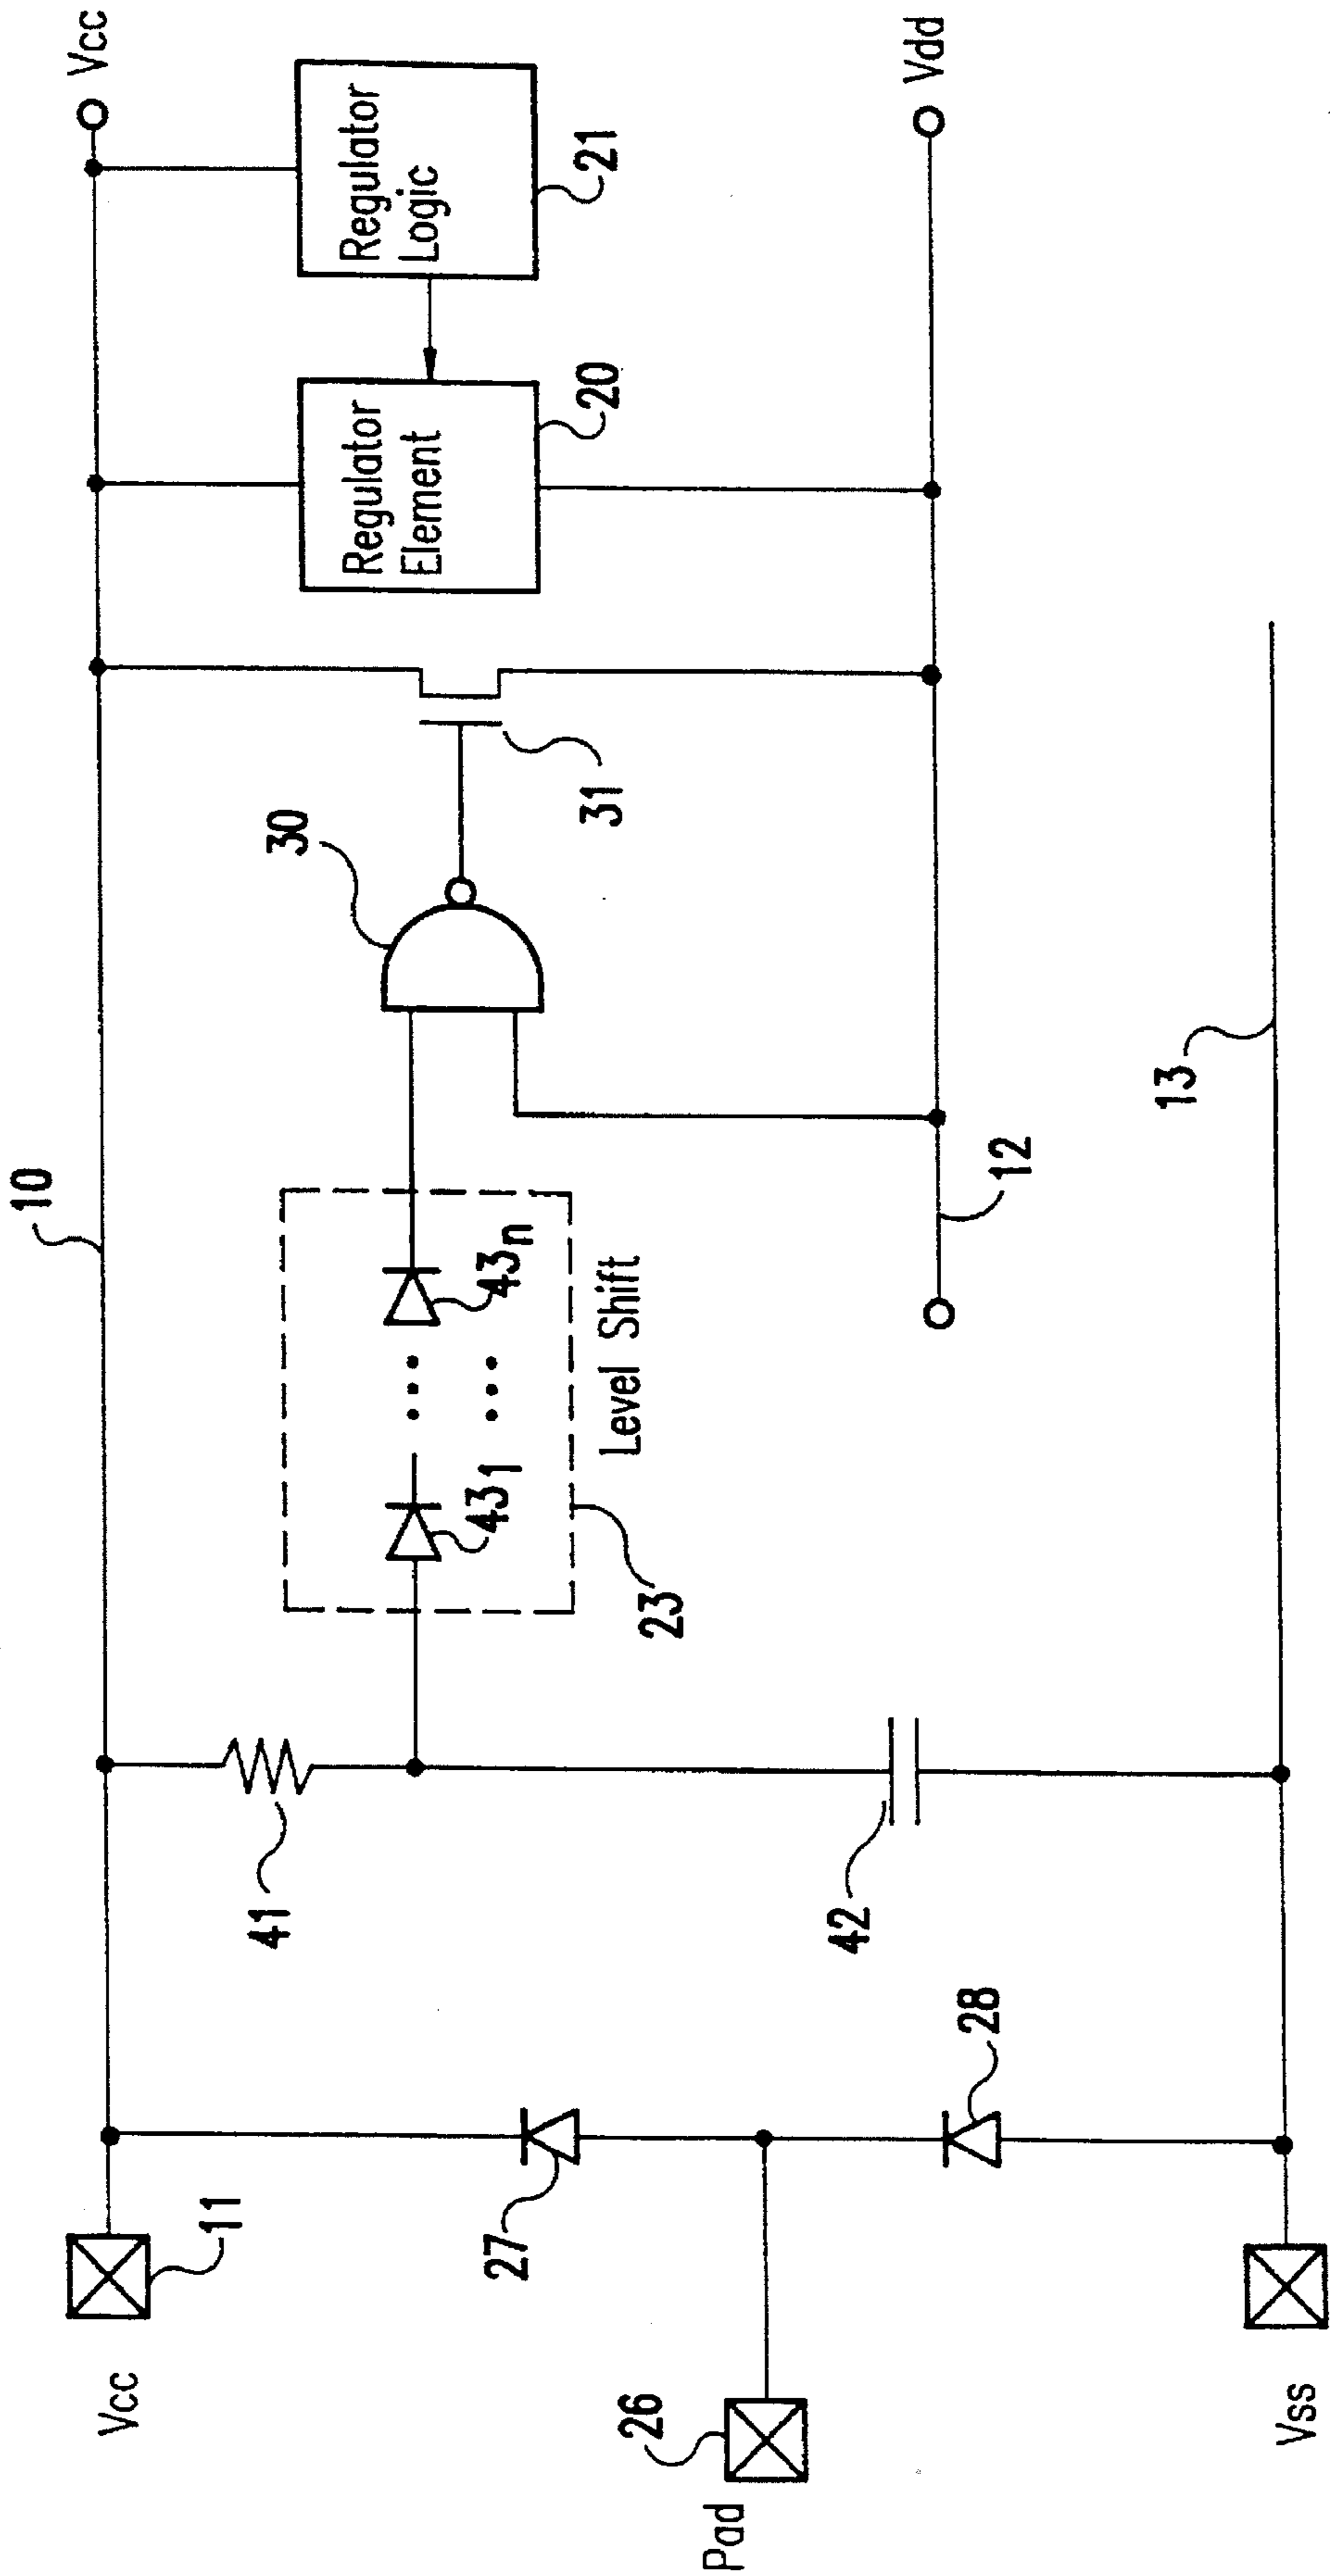 Vcc
11
10
Vcc
41
30
Regulator
Element
20
Regulator
Logic
21
43₁
43ₙ
Level Shift
23
31
Pad
26
27
28
42
12
Vdd
13
Vss